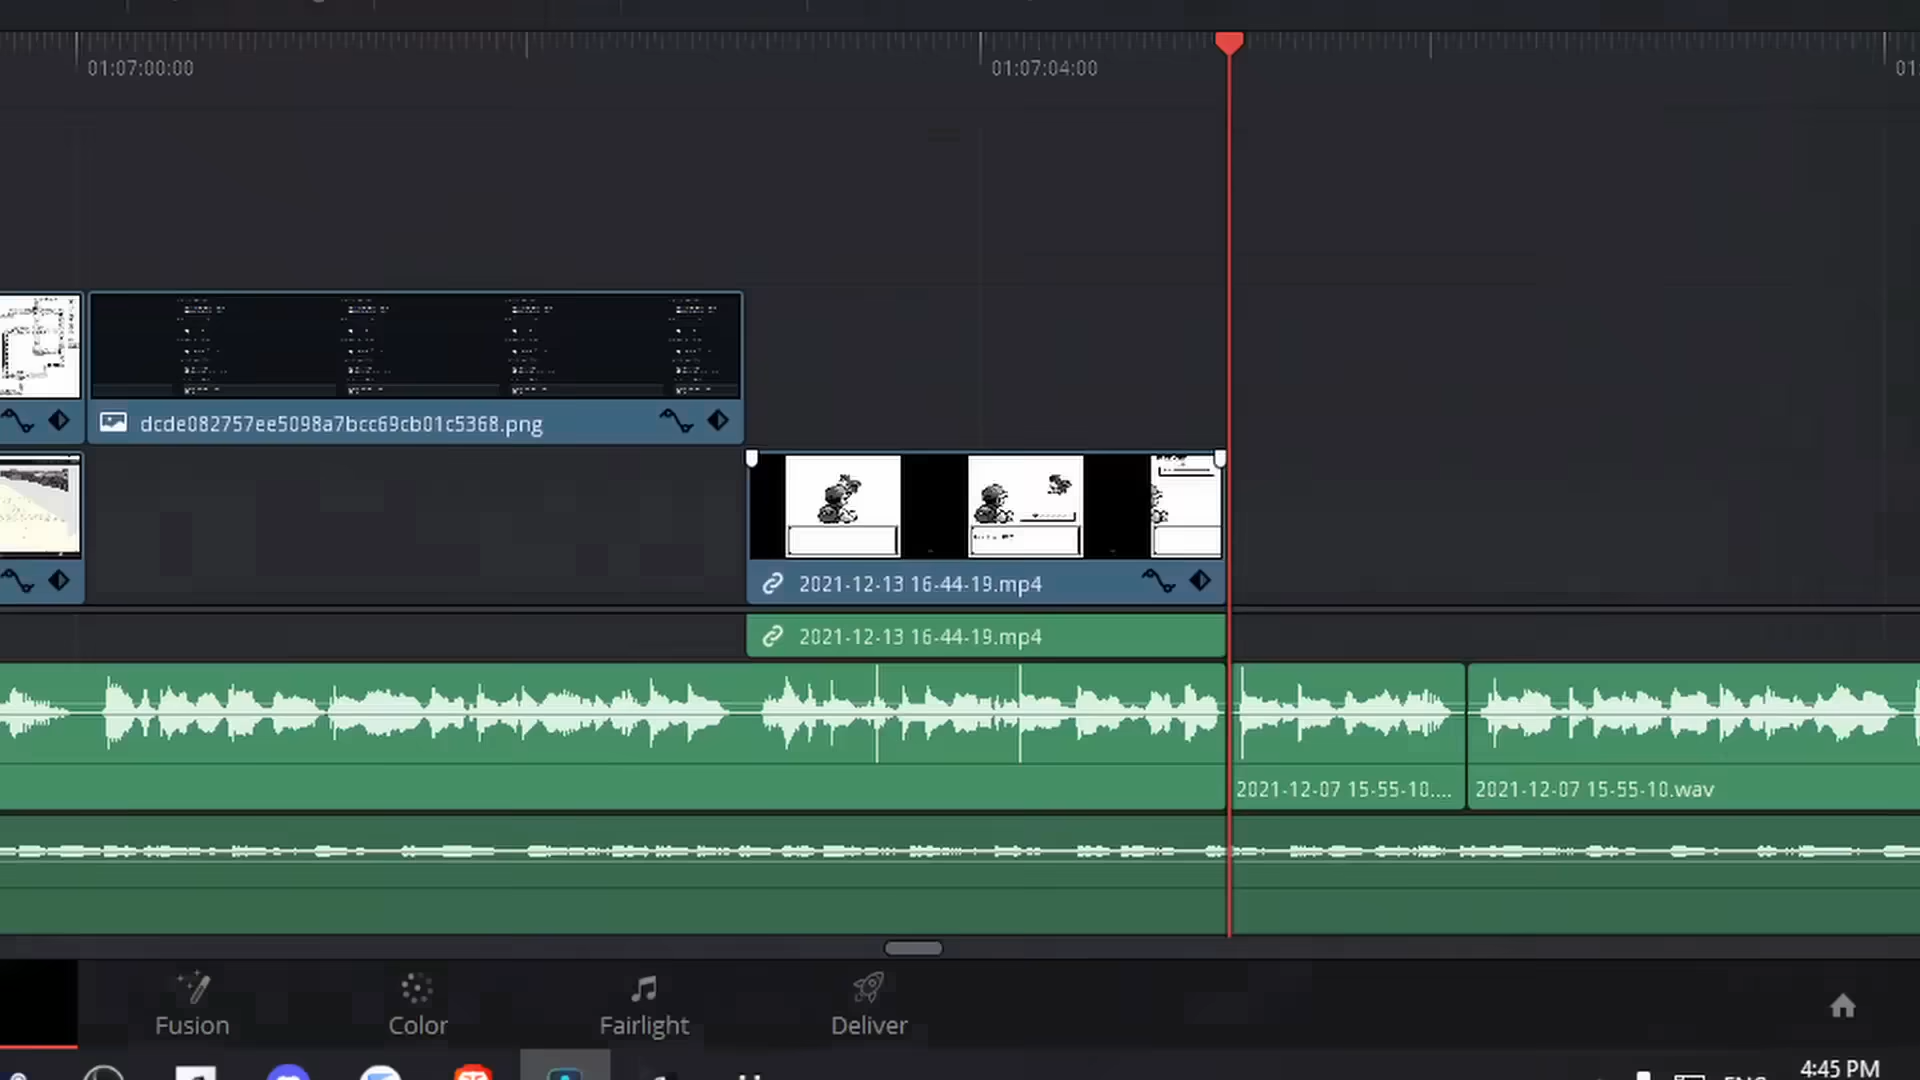 01:07:00:00
01:07:04:00
01:
dcde082757ee5098a7bcc69cb01c5368.png
2021-12-13 16-44-19.mp4
2021-12-13 16-44-19.mp4
2021-12-07 15-55-10....
2021-12-07 15-55-10.wav
Fusion
Color
Fairlight
Deliver
ENG
4:45 PM